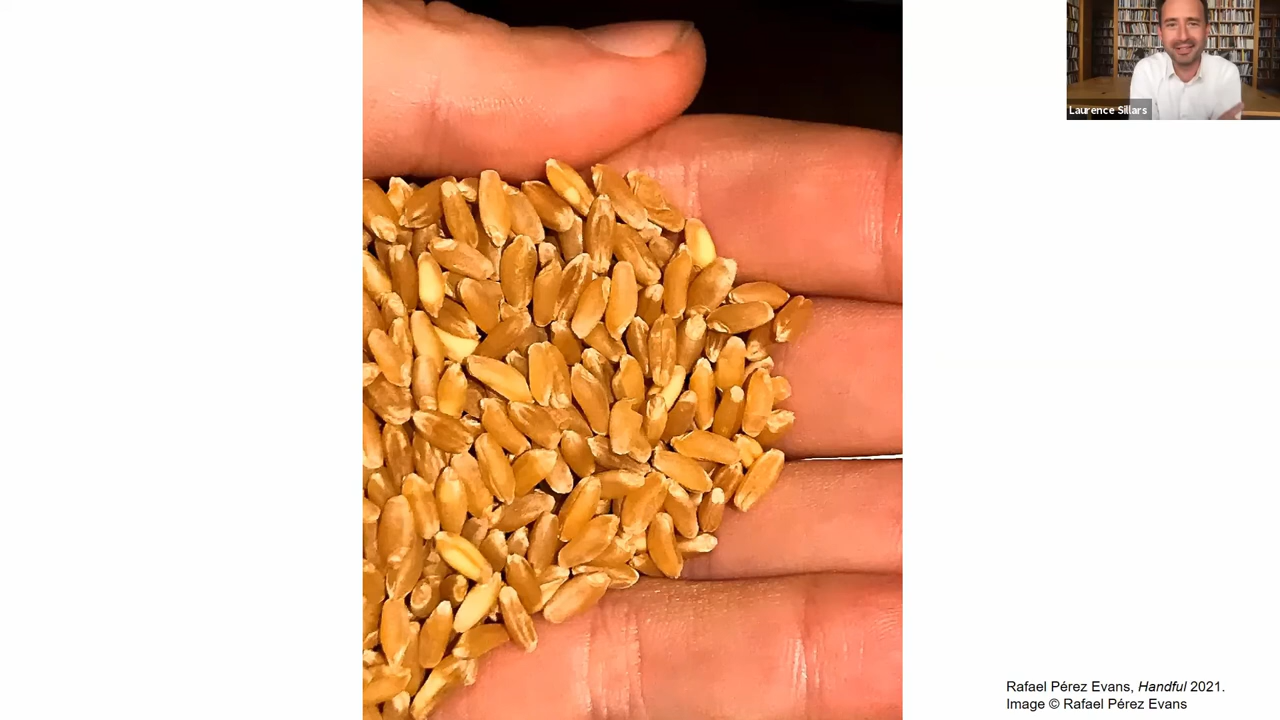 Laurence Sillars
Rafael Pérez Evans, Handful 2021.
Image © Rafael Pérez Evans